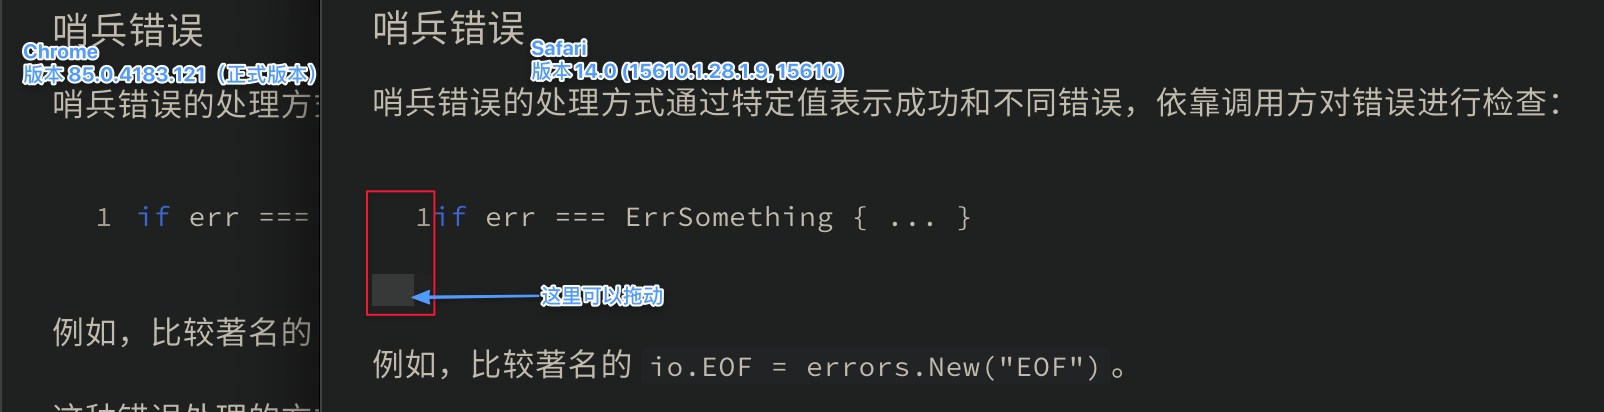 哨兵错误
Chrome
版本 85.0.4183.121（正式版本）
哨兵错误的处理方
1 if err ===
例如，比较著名的
哨兵错误
Safari
版本 14.0 (15610.1.28.1.9, 15610)
哨兵错误的处理方式通过特定值表示成功和不同错误，依靠调用方对错误进行检查：
1if err === ErrSomething { ... }
这里可以拖动
例如，比较著名的 io.EOF = errors.New("EOF")。